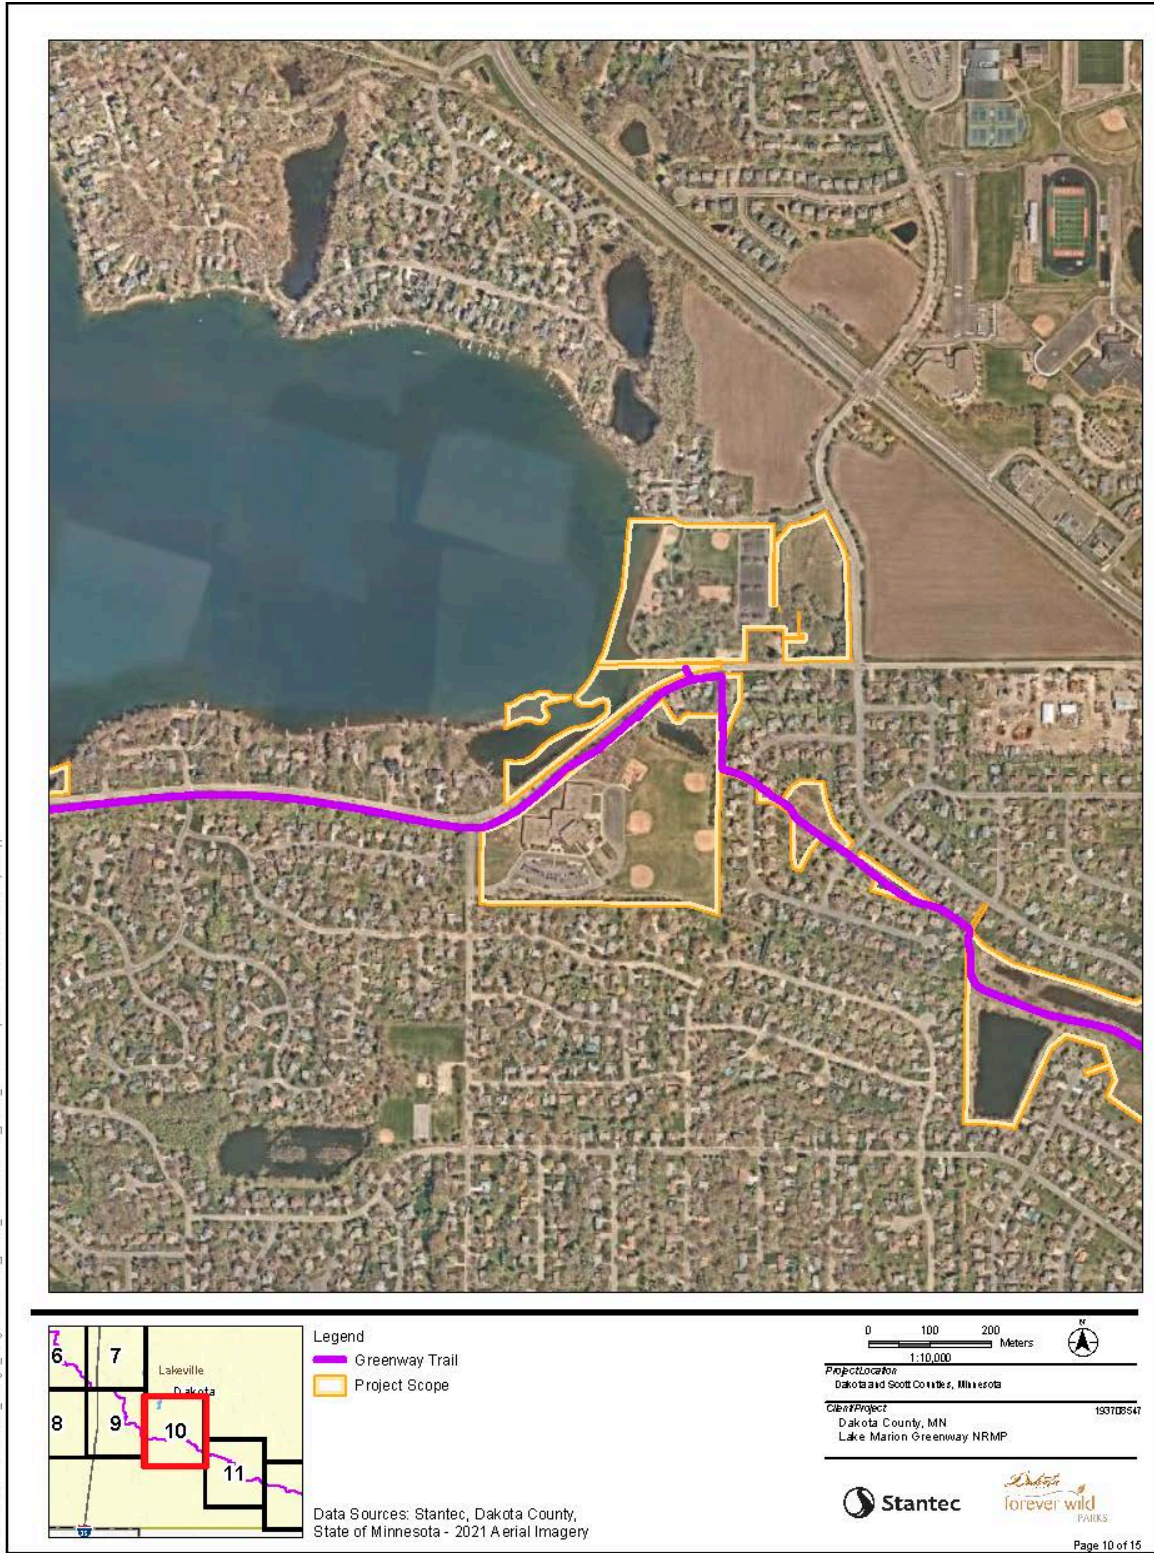 6
7
Lakeville
Dakota
8
9
10
11
35
Legend
Greenway Trail
Project Scope
Data Sources: Stantec, Dakota County,
State of Minnesota - 2021 Aerial Imagery
0 100 200
Meters
1:10,000
N
Project Location
Dakota and Scott Counties, Minnesota
Client/Project 193708547
Dakota County, MN
Lake Marion Greenway NRMP
Stantec
Dakota
forever wild
PARKS
Page 10 of 15